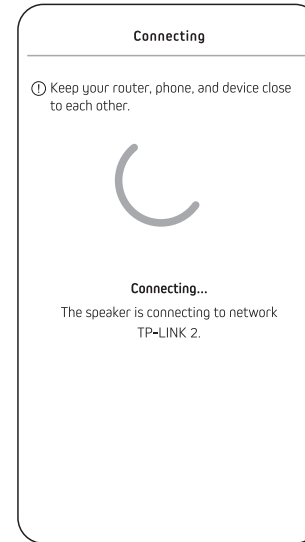 Connecting
Keep your router, phone, and device close
to each other.
Connecting...
The speaker is connecting to network
TP-LINK 2.